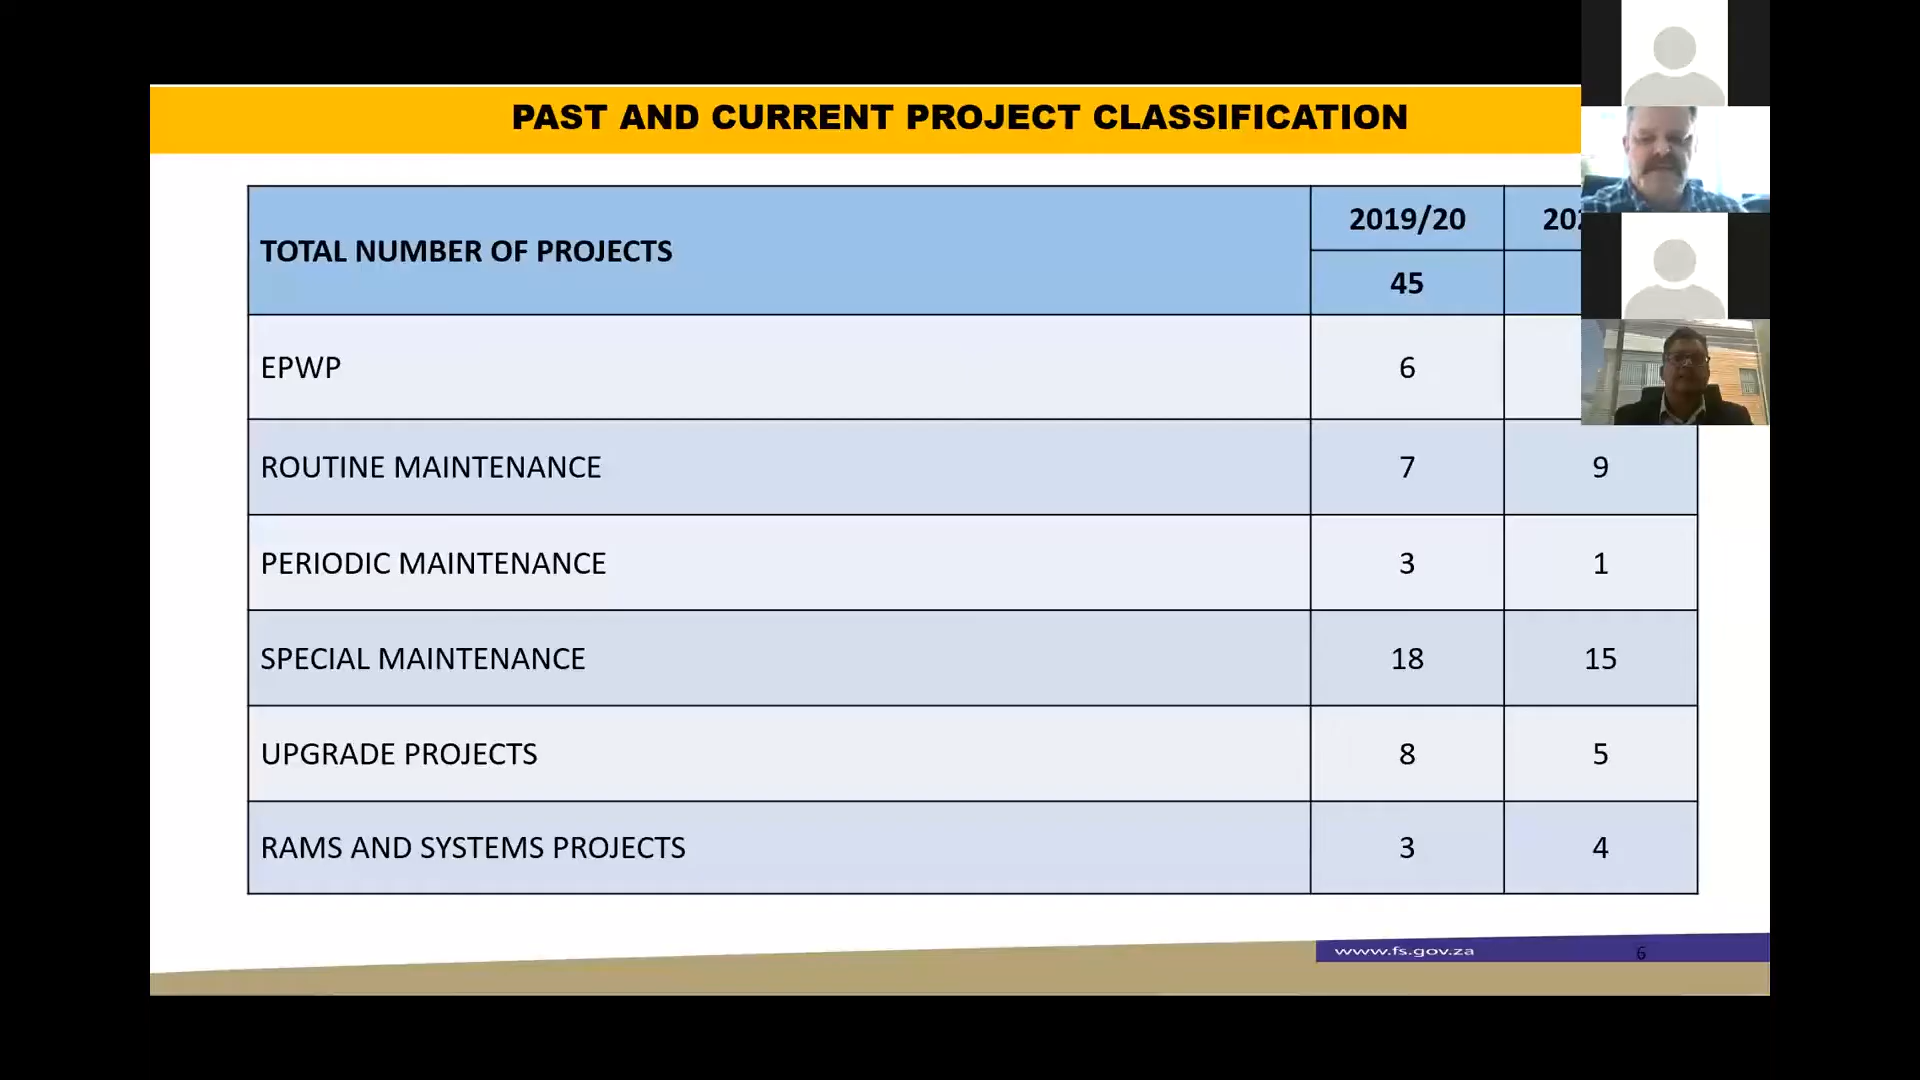 PAST AND CURRENT PROJECT CLASSIFICATION
TOTAL NUMBER OF PROJECTS
2019/20
45
EPWP
6
ROUTINE MAINTENANCE
7
9
PERIODIC MAINTENANCE
3
1
SPECIAL MAINTENANCE
18
15
UPGRADE PROJECTS
8
5
RAMS AND SYSTEMS PROJECTS
3
4
www.fs.gov.za
6